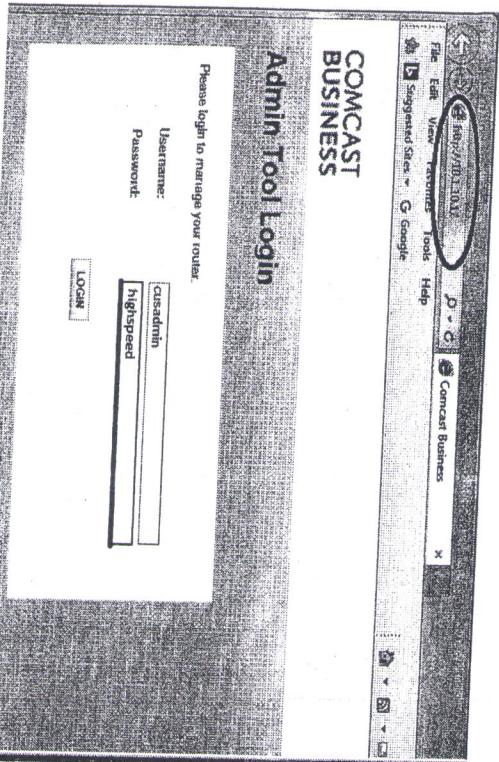 Comcast Business x
File Edit View Favorites Tools Help
Suggested Sites Google
COMCAST
BUSINESS
Admin Tool Login
Please login to manage your router.
Username: cusadmin
Password: highspeed
LOGIN